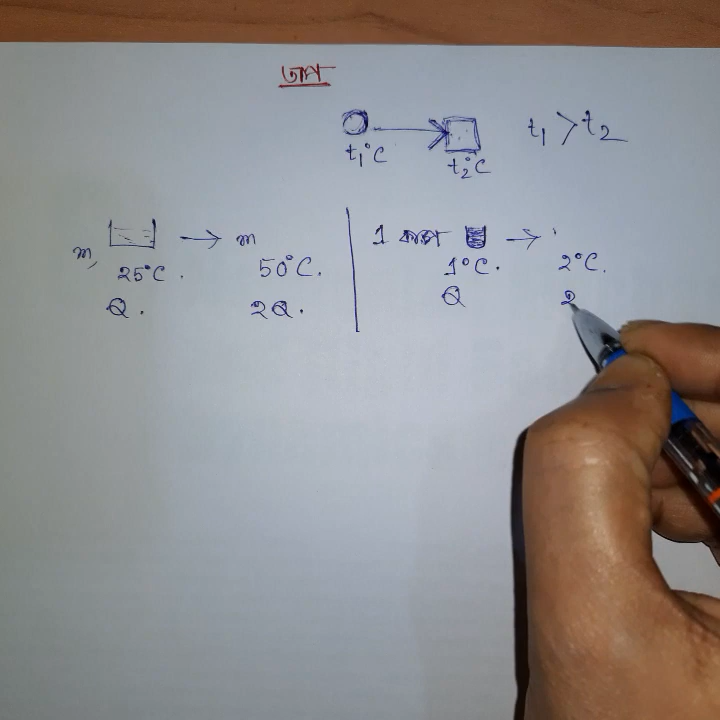 তাপ
t₁°C t₂°C t₁ > t₂
m, 25°C. → m 50°C.
Q. 2Q.
1 কাপ → 1°C. 2°C.
Q 2